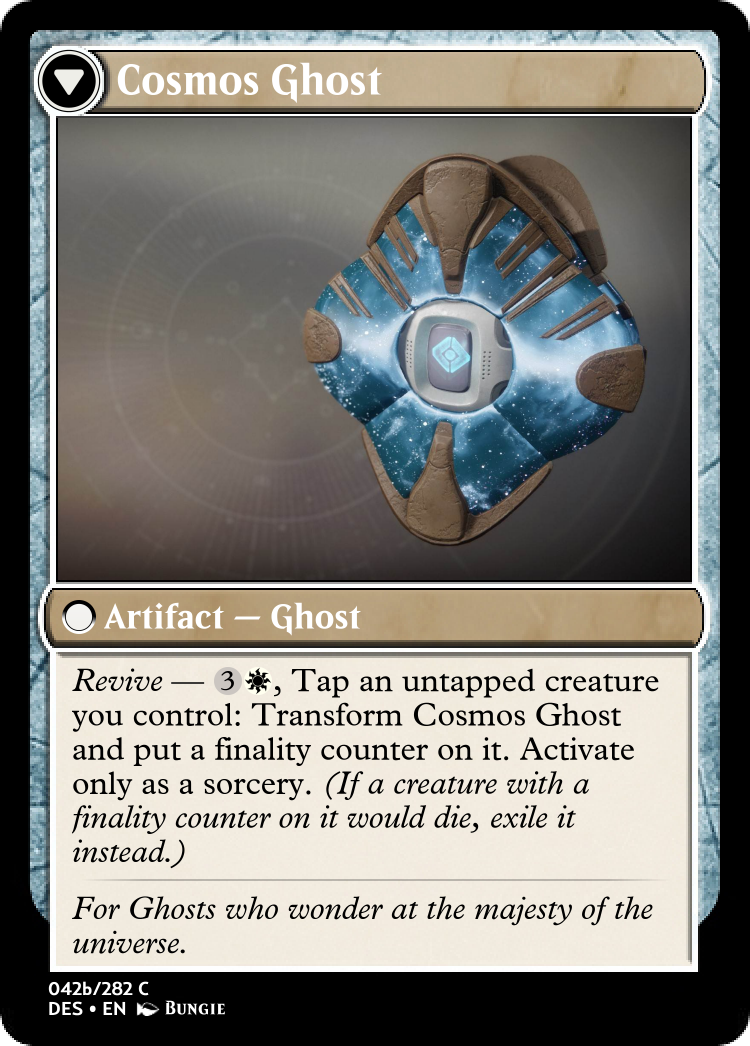 Cosmos Ghost
Artifact — Ghost
Revive — 3, Tap an untapped creature
you control: Transform Cosmos Ghost
and put a finality counter on it. Activate
only as a sorcery. (If a creature with a
finality counter on it would die, exile it
instead.)
For Ghosts who wonder at the majesty of the
universe.
042b/282 C
DES • EN Bungie